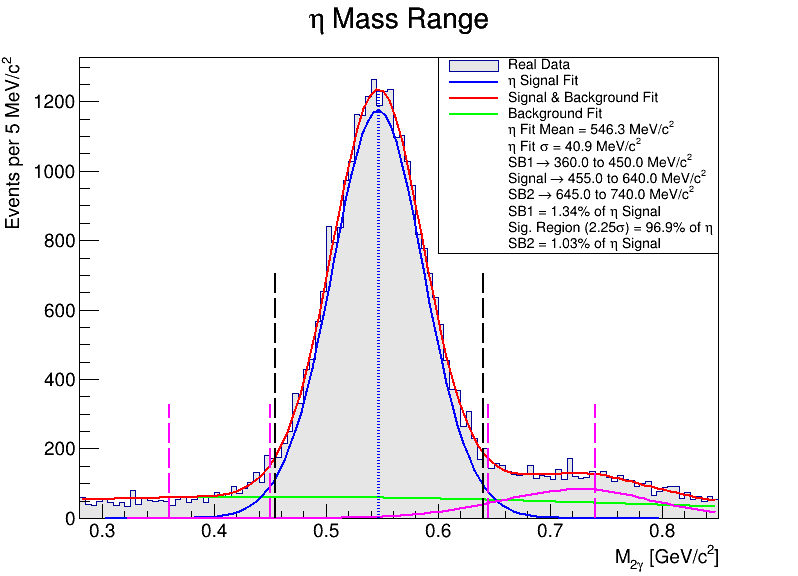 η Mass Range
Events per 5 MeV/c²
1200
1000
800
600
400
200
0
Real Data
η Signal Fit
Signal & Background Fit
Background Fit
η Fit Mean = 546.3 MeV/c²
η Fit σ = 40.9 MeV/c²
SB1 → 360.0 to 450.0 MeV/c²
Signal → 455.0 to 640.0 MeV/c²
SB2 → 645.0 to 740.0 MeV/c²
SB1 = 1.34% of η Signal
Sig. Region (2.25σ) = 96.9% of η
SB2 = 1.03% of η Signal
0.3 0.4 0.5 0.6 0.7 0.8
M₂ᵧ [GeV/c²]